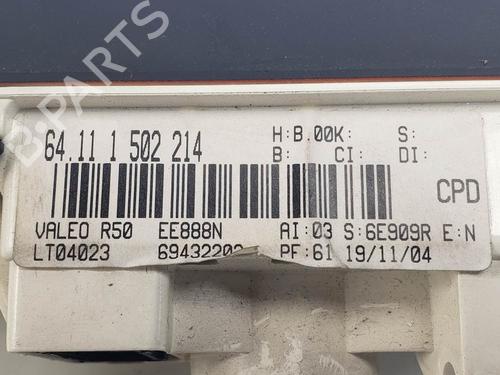 B-Parts
64.11 1 502 214
H:B.00K: S:
B: CI: DI:
CPD
VALEO R50 EE888N AI:03 S:6E909R E:N
LT04023 69432202 PF:61 19/11/04